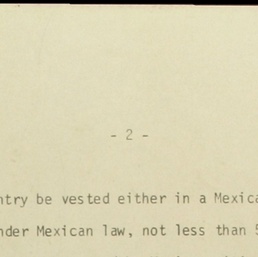 - 2 -
ntry be vested either in a Mexica
nder Mexican law, not less than 5